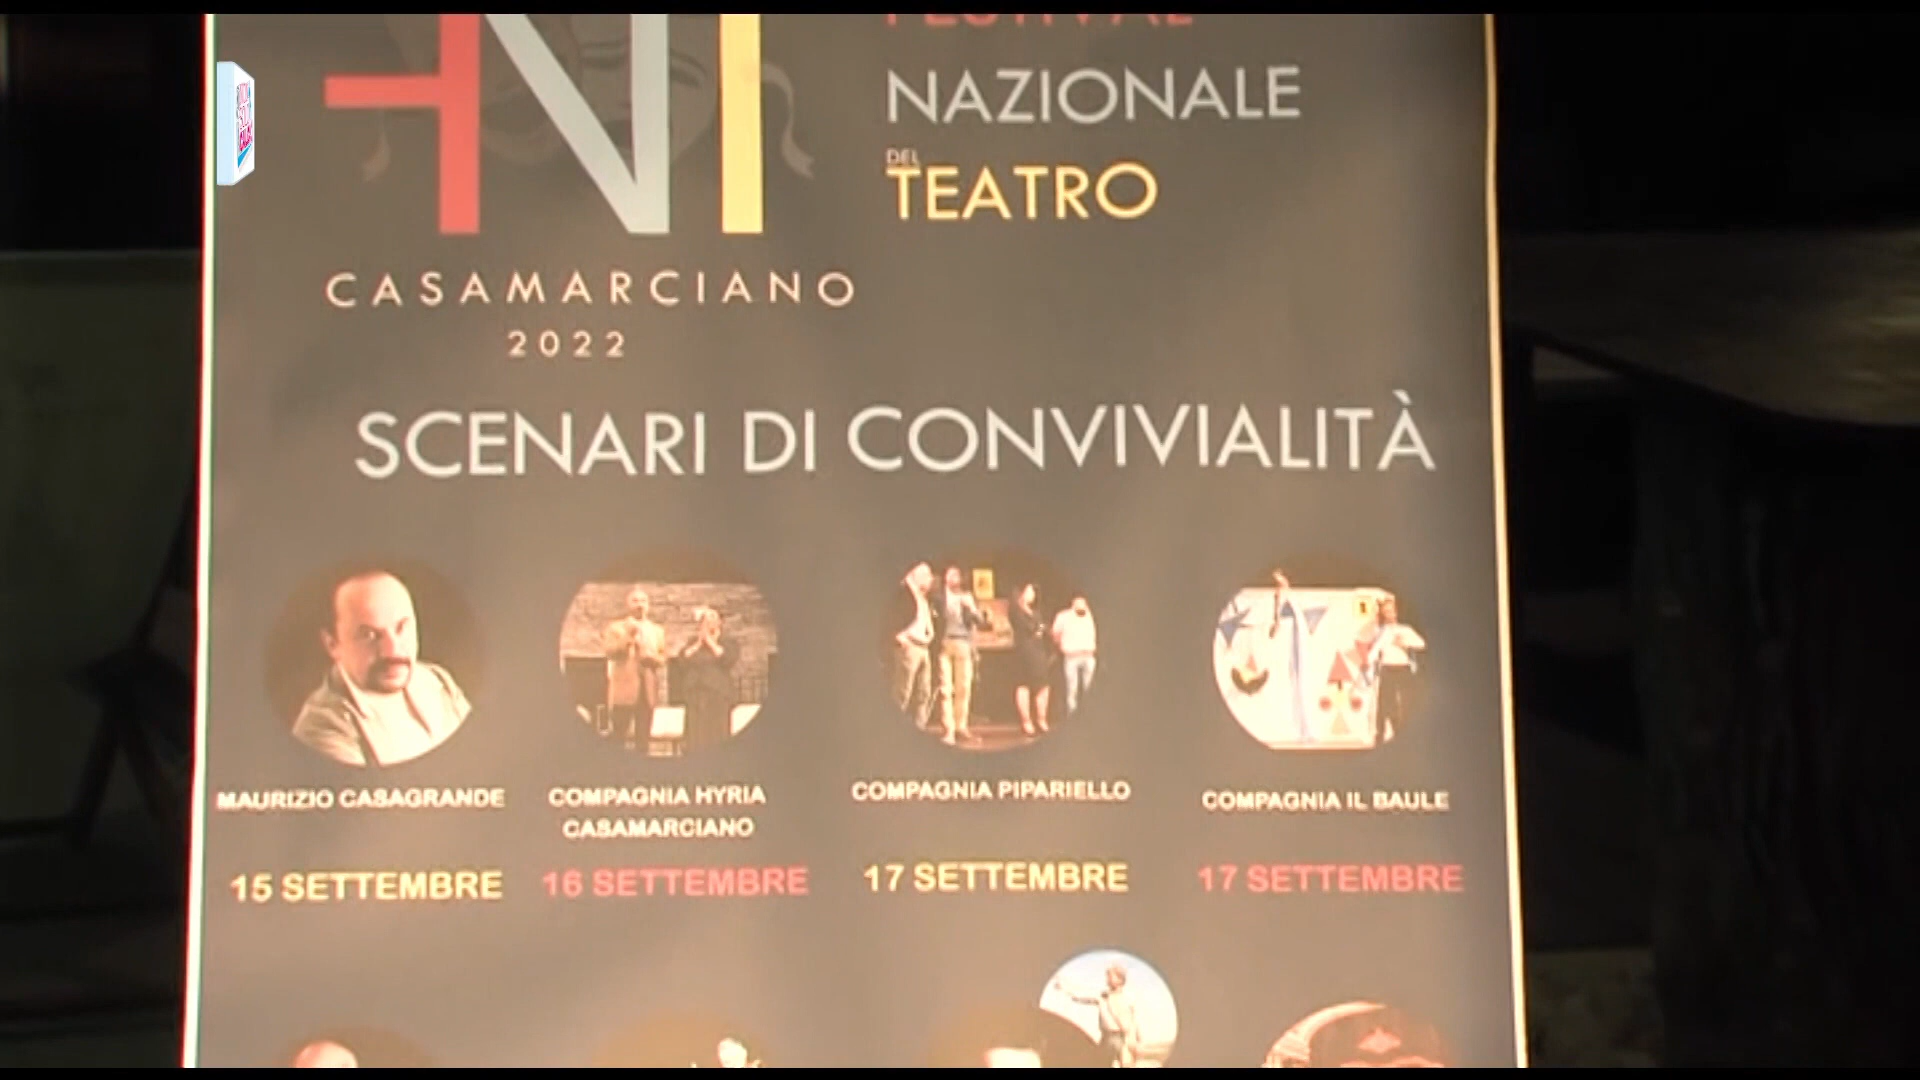 FESTIVAL
NAZIONALE
DEL
TEATRO
CASAMARCIANO
2022
SCENARI DI CONVIVIALITÀ
MAURIZIO CASAGRANDE
15 SETTEMBRE
COMPAGNIA HYRIA
CASAMARCIANO
16 SETTEMBRE
COMPAGNIA PIPARIELLO
17 SETTEMBRE
COMPAGNIA IL BAULE
17 SETTEMBRE